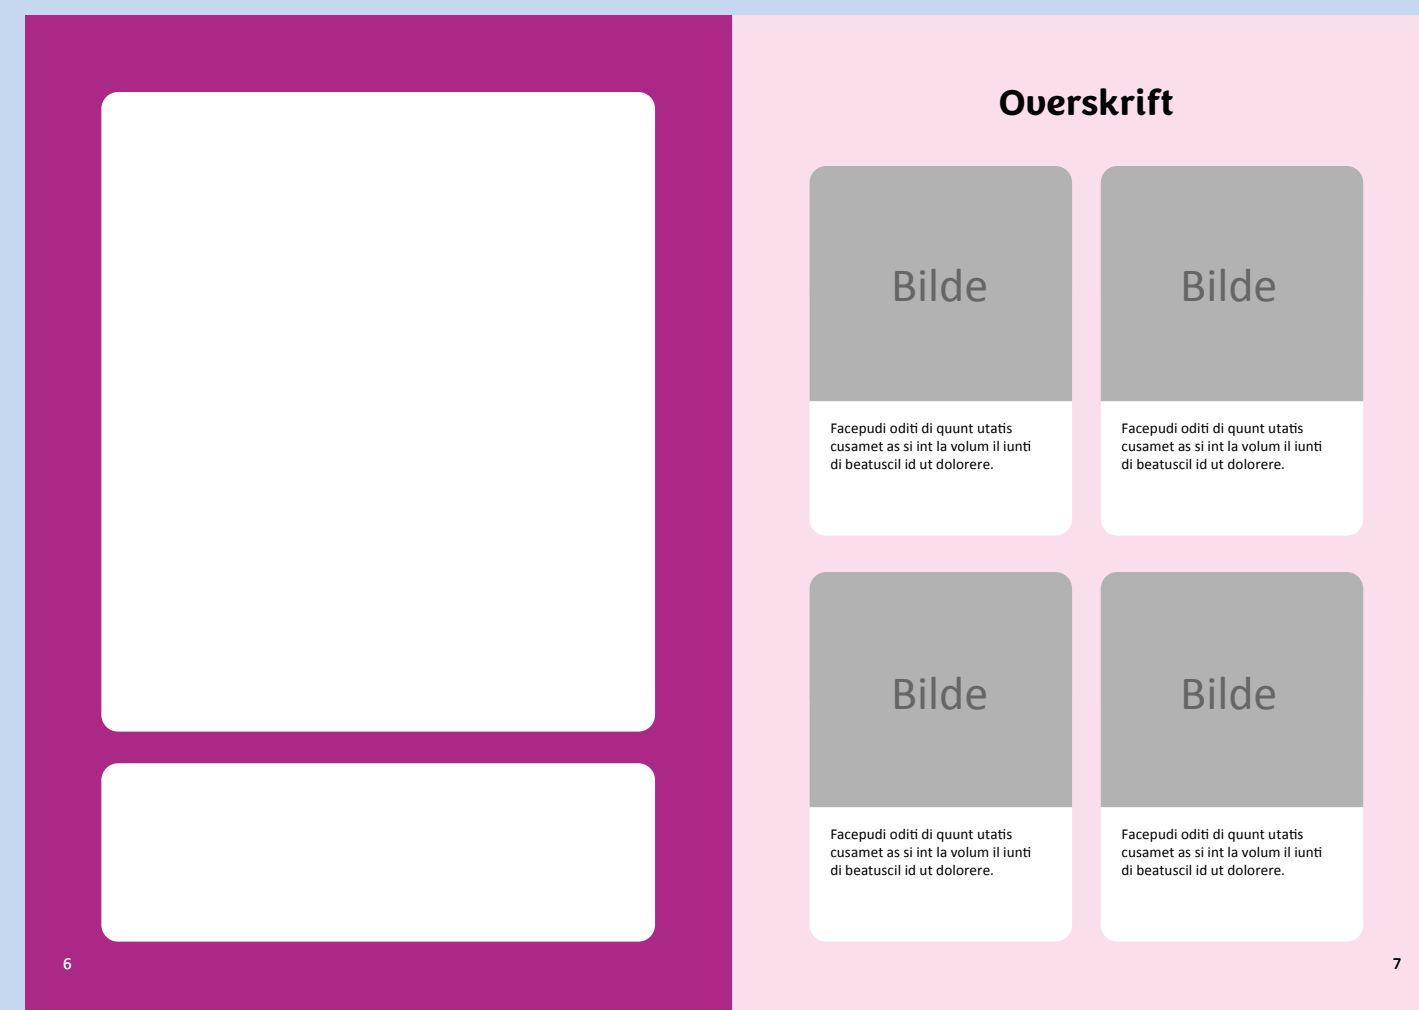 Overskrift
Bilde
Bilde
Facepudi oditi di quunt utatis
cusamet as si int la volum il iunti
di beatuscil id ut dolorere.
Facepudi oditi di quunt utatis
cusamet as si int la volum il iunti
di beatuscil id ut dolorere.
Bilde
Bilde
Facepudi oditi di quunt utatis
cusamet as si int la volum il iunti
di beatuscil id ut dolorere.
Facepudi oditi di quunt utatis
cusamet as si int la volum il iunti
di beatuscil id ut dolorere.
6
7